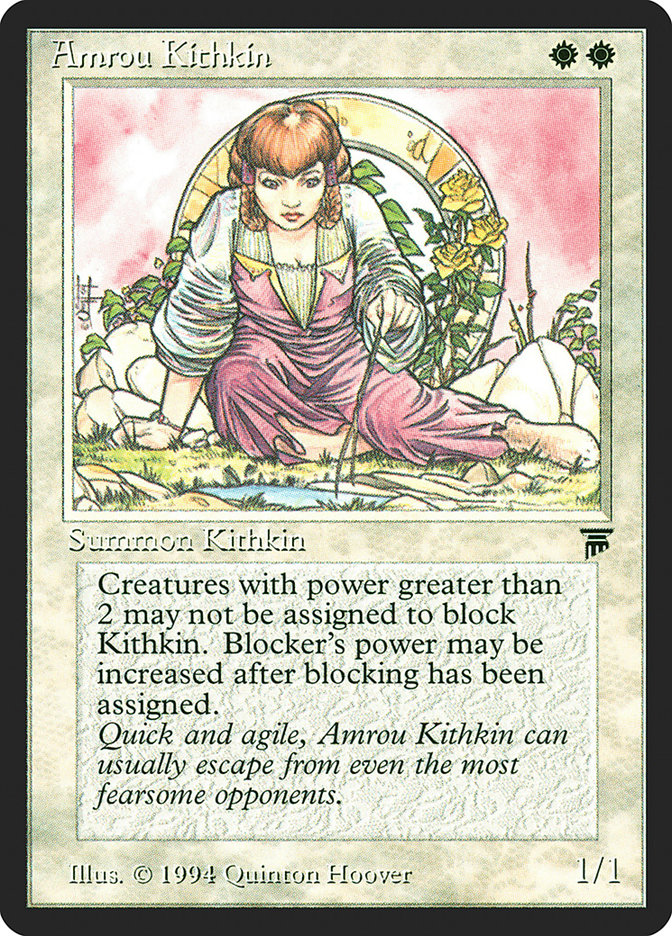 Amrou Kithkin
Summon Kithkin
Creatures with power greater than
2 may not be assigned to block
Kithkin. Blocker's power may be
increased after blocking has been
assigned.
Quick and agile, Amrou Kithkin can
usually escape from even the most
fearsome opponents.
Illus. © 1994 Quinton Hoover
1/1